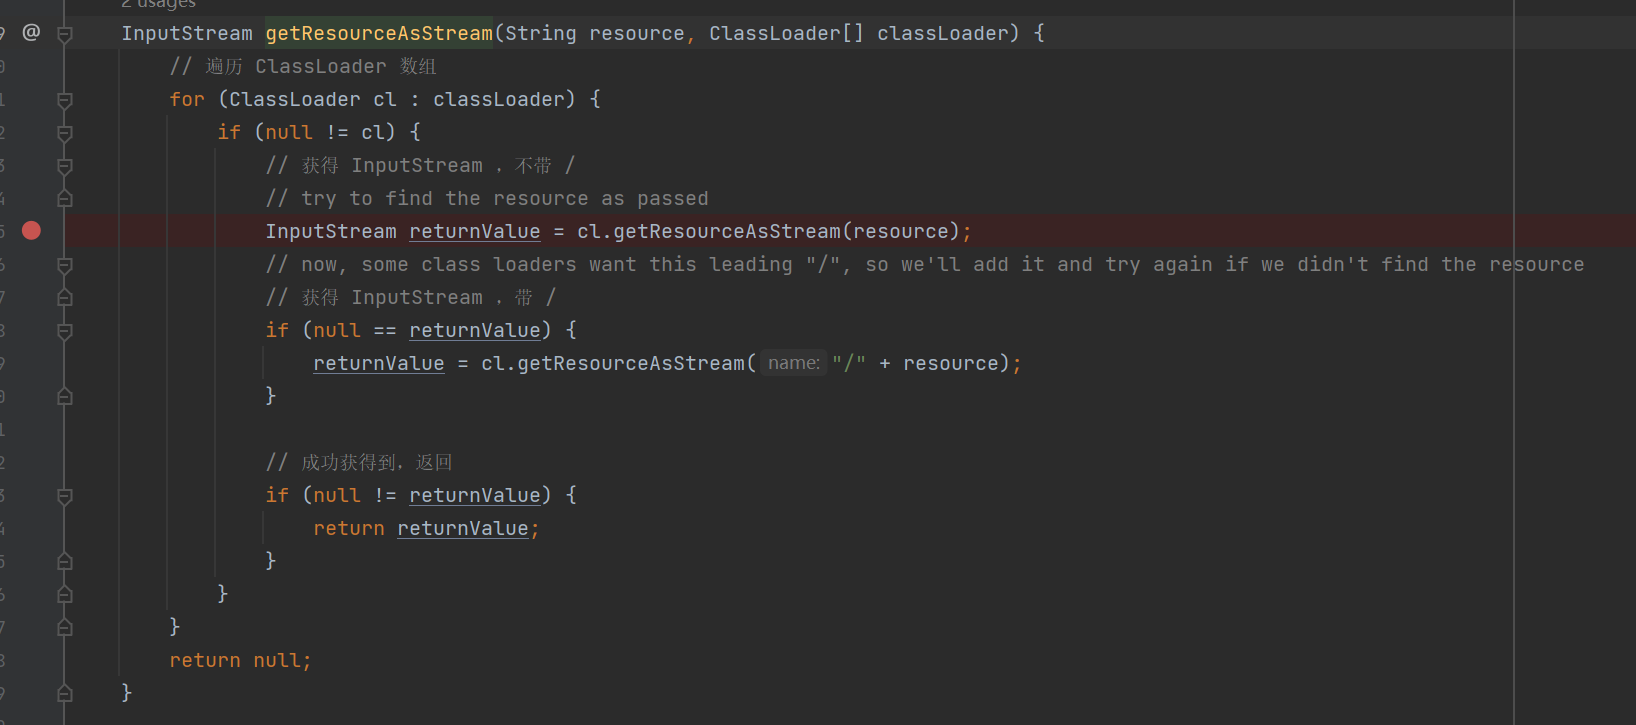 2 usages
@ InputStream getResourceAsStream(String resource, ClassLoader[] classLoader) {
// 遍历 ClassLoader 数组
for (ClassLoader cl : classLoader) {
if (null != cl) {
// 获得 InputStream ，不带 /
// try to find the resource as passed
InputStream returnValue = cl.getResourceAsStream(resource);
// now, some class loaders want this leading "/", so we'll add it and try again if we didn't find the resource
// 获得 InputStream ，带 /
if (null == returnValue) {
returnValue = cl.getResourceAsStream( name: "/" + resource);
}
// 成功获得到，返回
if (null != returnValue) {
return returnValue;
}
}
}
return null;
}